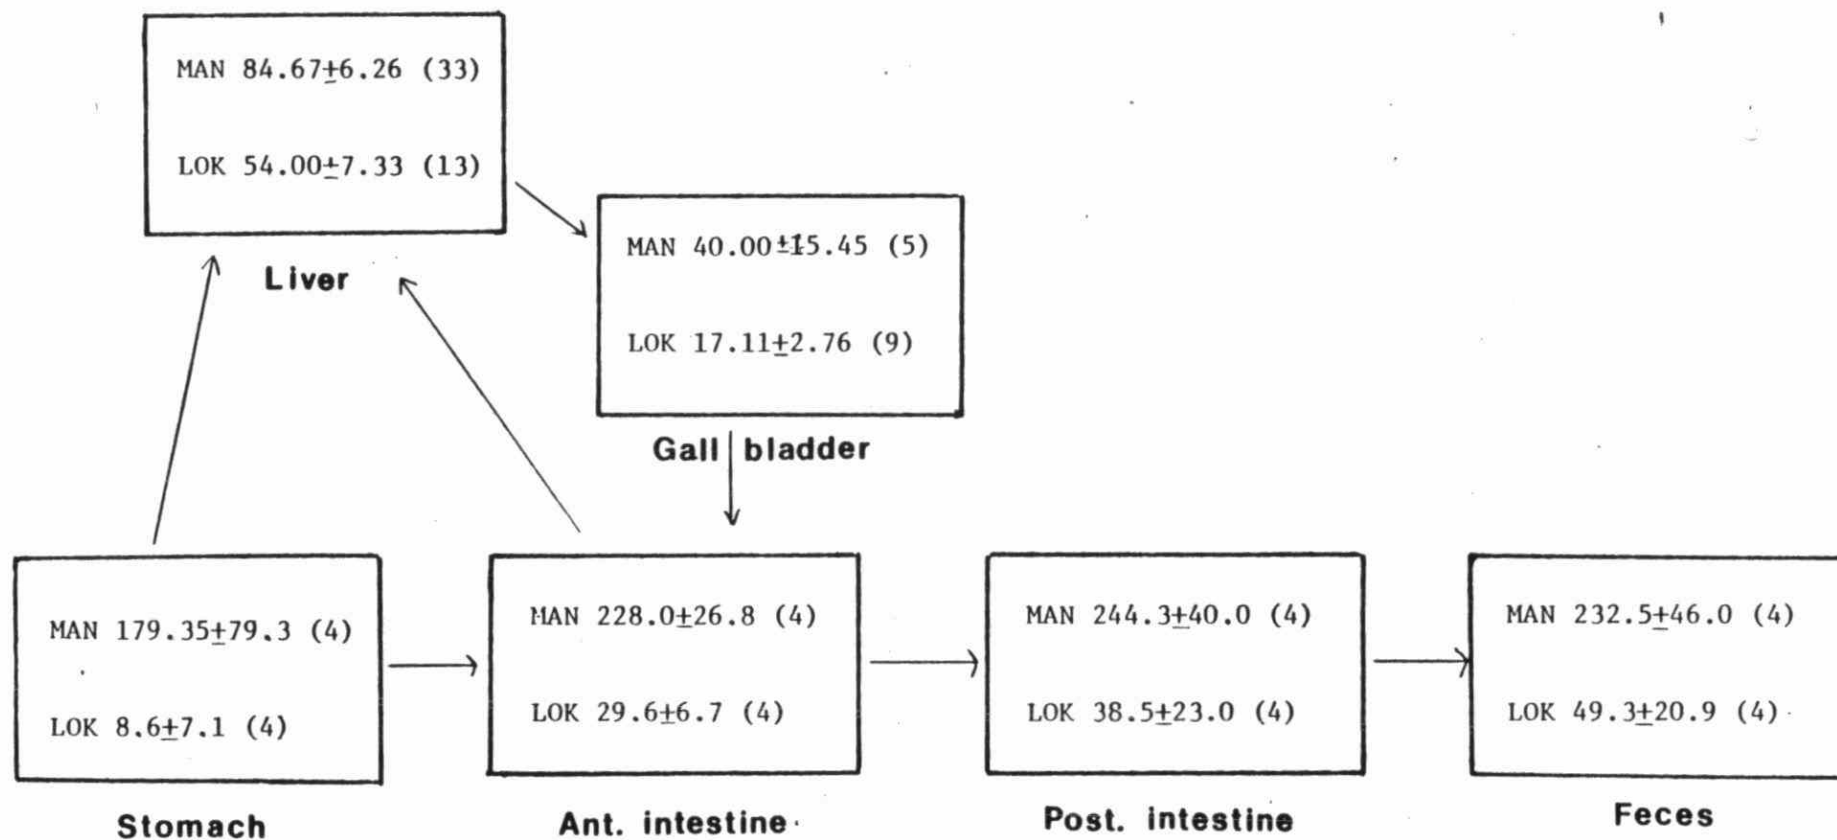 MAN 84.67±6.26 (33)
LOK 54.00±7.33 (13)
Liver
MAN 40.00±15.45 (5)
LOK 17.11±2.76 (9)
Gall bladder
MAN 179.35±79.3 (4)
LOK 8.6±7.1 (4)
Stomach
MAN 228.0±26.8 (4)
LOK 29.6±6.7 (4)
Ant. intestine
MAN 244.3±40.0 (4)
LOK 38.5±23.0 (4)
Post. intestine
MAN 232.5±46.0 (4)
LOK 49.3±20.9 (4)
Feces